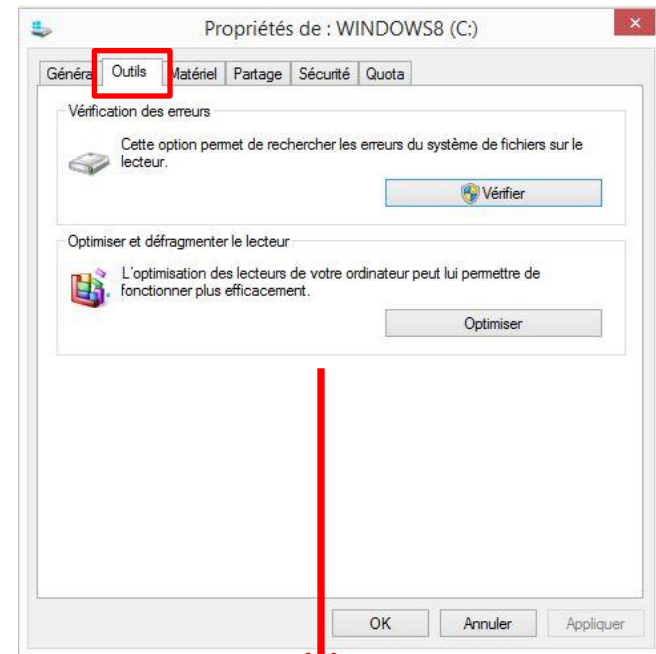 Propriétés de : WINDOWS8 (C:)
Généra Outils Matériel Partage Sécurité Quota
Vérification des erreurs
Cette option permet de rechercher les erreurs du système de fichiers sur le
lecteur.
Vérifier
Optimiser et défragmenter le lecteur
L'optimisation des lecteurs de votre ordinateur peut lui permettre de
fonctionner plus efficacement.
Optimiser
OK Annuler Appliquer